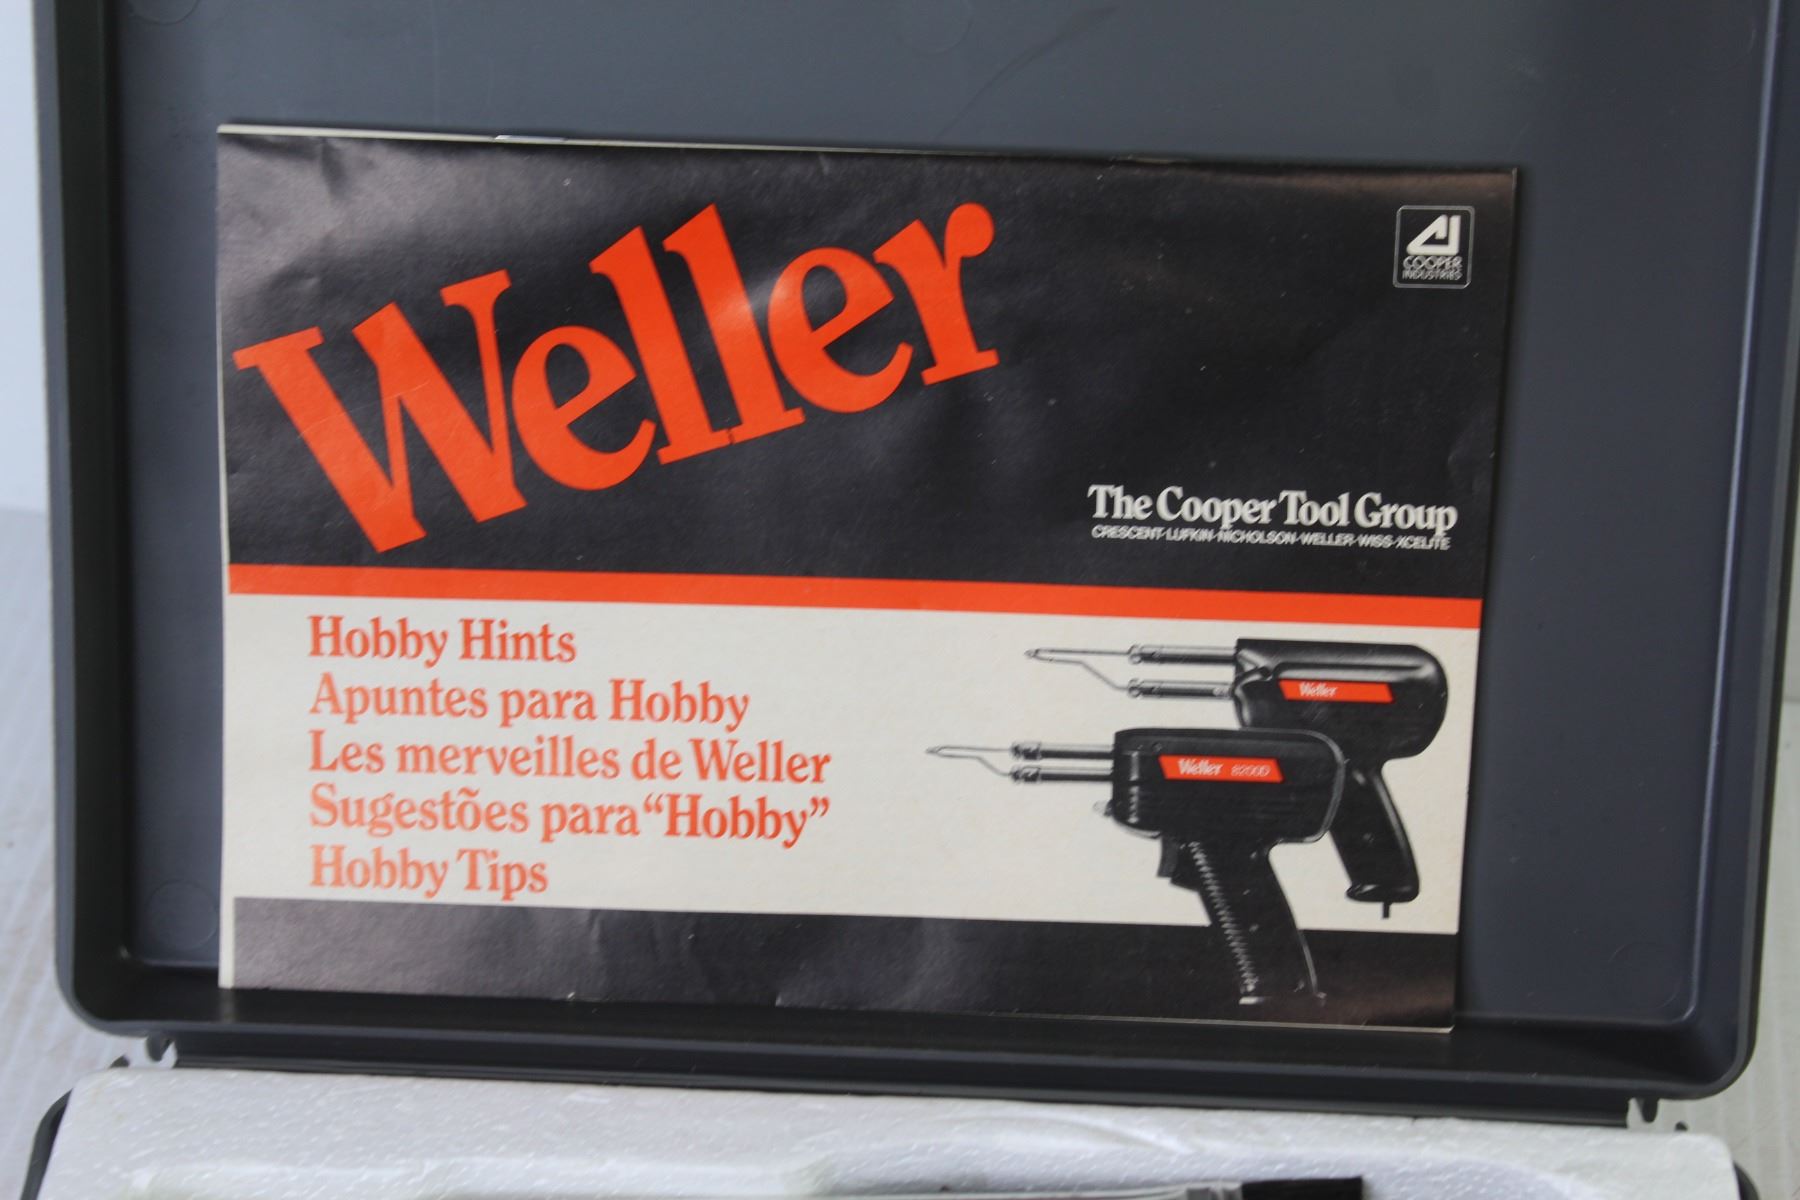 Weller
COOPER
INDUSTRIES
The Cooper Tool Group
CRESCENT·LUFKIN·NICHOLSON·WELLER·WISS·XCELITE
Hobby Hints
Apuntes para Hobby
Les merveilles de Weller
Sugestões para “Hobby”
Hobby Tips
Weller
Weller 8200D